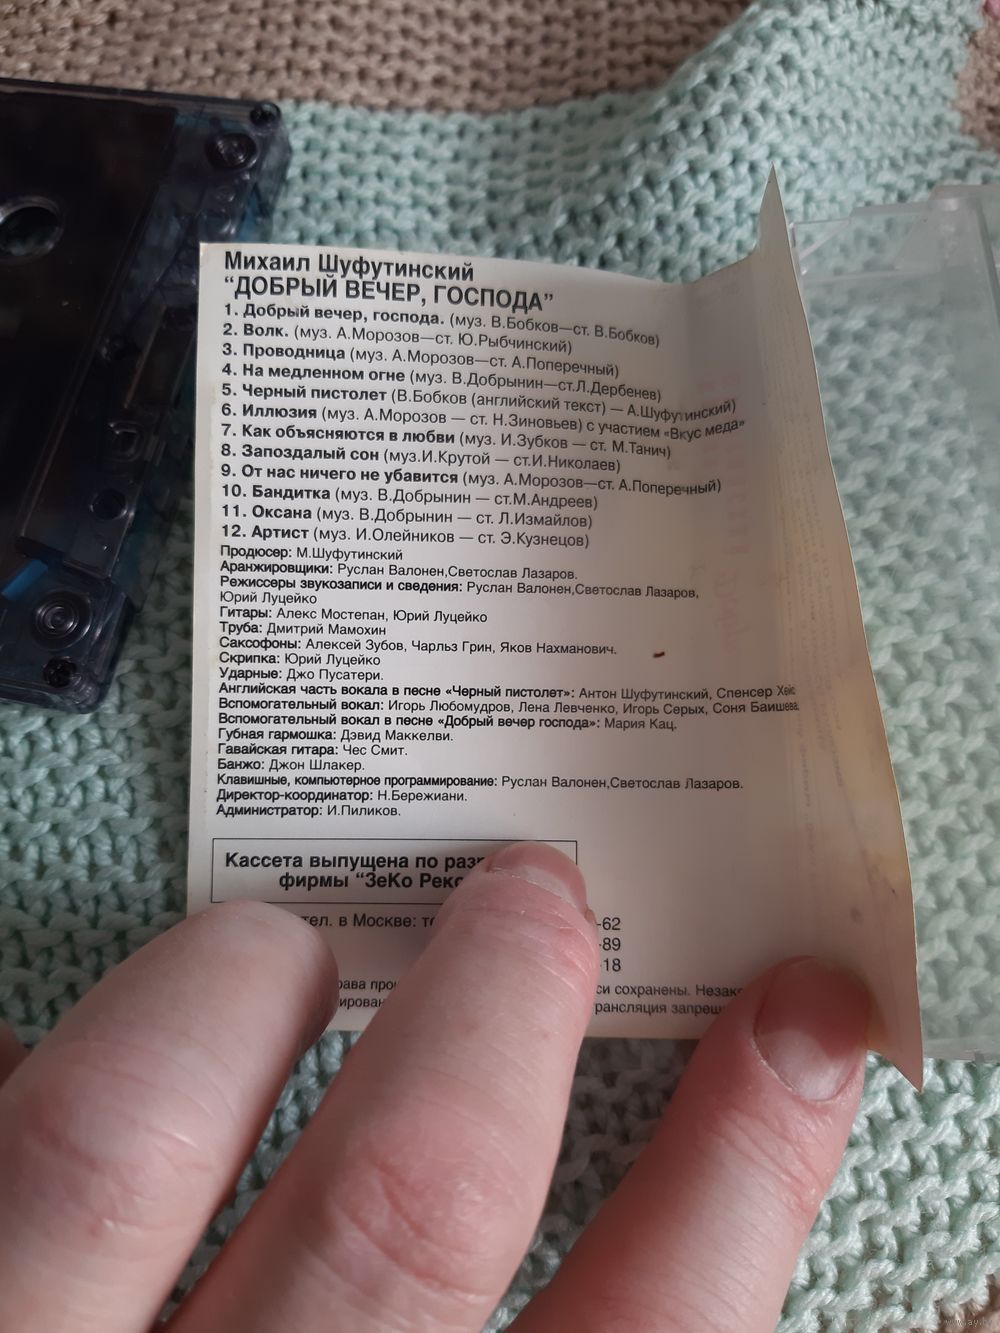 Михаил Шуфутинский
“ДОБРЫЙ ВЕЧЕР, ГОСПОДА”
1. Добрый вечер, господа. (муз. В.Бобков—ст. В.Бобков)
2. Волк. (муз. А.Морозов—ст. Ю.Рыбчинский)
3. Проводница (муз. А.Морозов—ст. А.Поперечный)
4. На медленном огне (муз. В.Добрынин—ст.Л.Дербенев)
5. Черный пистолет (В.Бобков (английский текст) — А.Шуфутинский)
6. Иллюзия (муз. А.Морозов — ст. Н.Зиновьев) с участием «Вкус меда»
7. Как объясняются в любви (муз. И.Зубков — ст. М.Танич)
8. Запоздалый сон (муз.И.Крутой — ст.И.Николаев)
9. От нас ничего не убавится (муз. А.Морозов—ст. А.Поперечный)
10. Бандитка (муз. В.Добрынин — ст.М.Андреев)
11. Оксана (муз. В.Добрынин — ст. Л.Измайлов)
12. Артист (муз. И.Олейников — ст. Э.Кузнецов)
Продюсер: М.Шуфутинский
Аранжировщики: Руслан Валонен,Светослав Лазаров.
Режиссеры звукозаписи и сведения: Руслан Валонен,Светослав Лазаров,
Юрий Луцейко
Гитары: Алекс Мостепан, Юрий Луцейко
Труба: Дмитрий Мамохин
Саксофоны: Алексей Зубов, Чарльз Грин, Яков Нахманович.
Скрипка: Юрий Луцейко
Ударные: Джо Пусатери.
Английская часть вокала в песне «Черный пистолет»: Антон Шуфутинский, Спенсер
Вспомогательный вокал: Игорь Любомудров, Лена Левченко, Игорь Серых, Соня Баишева.
Вспомогательный вокал в песне «Добрый вечер господа»: Мария Кац.
Губная гармошка: Дэвид Маккелви.
Гавайская гитара: Чес Смит.
Банжо: Джон Шлакер.
Клавишные, компьютерное программирование: Руслан Валонен,Светослав Лазаров.
Директор-координатор: Н.Бережиани.
Администратор: И.Пиликов.
Кассета выпущена по
фирмы “ЗеКо
тел. в Москве: -62
-89
-18
сохранены.
запрещ
www.ay.by